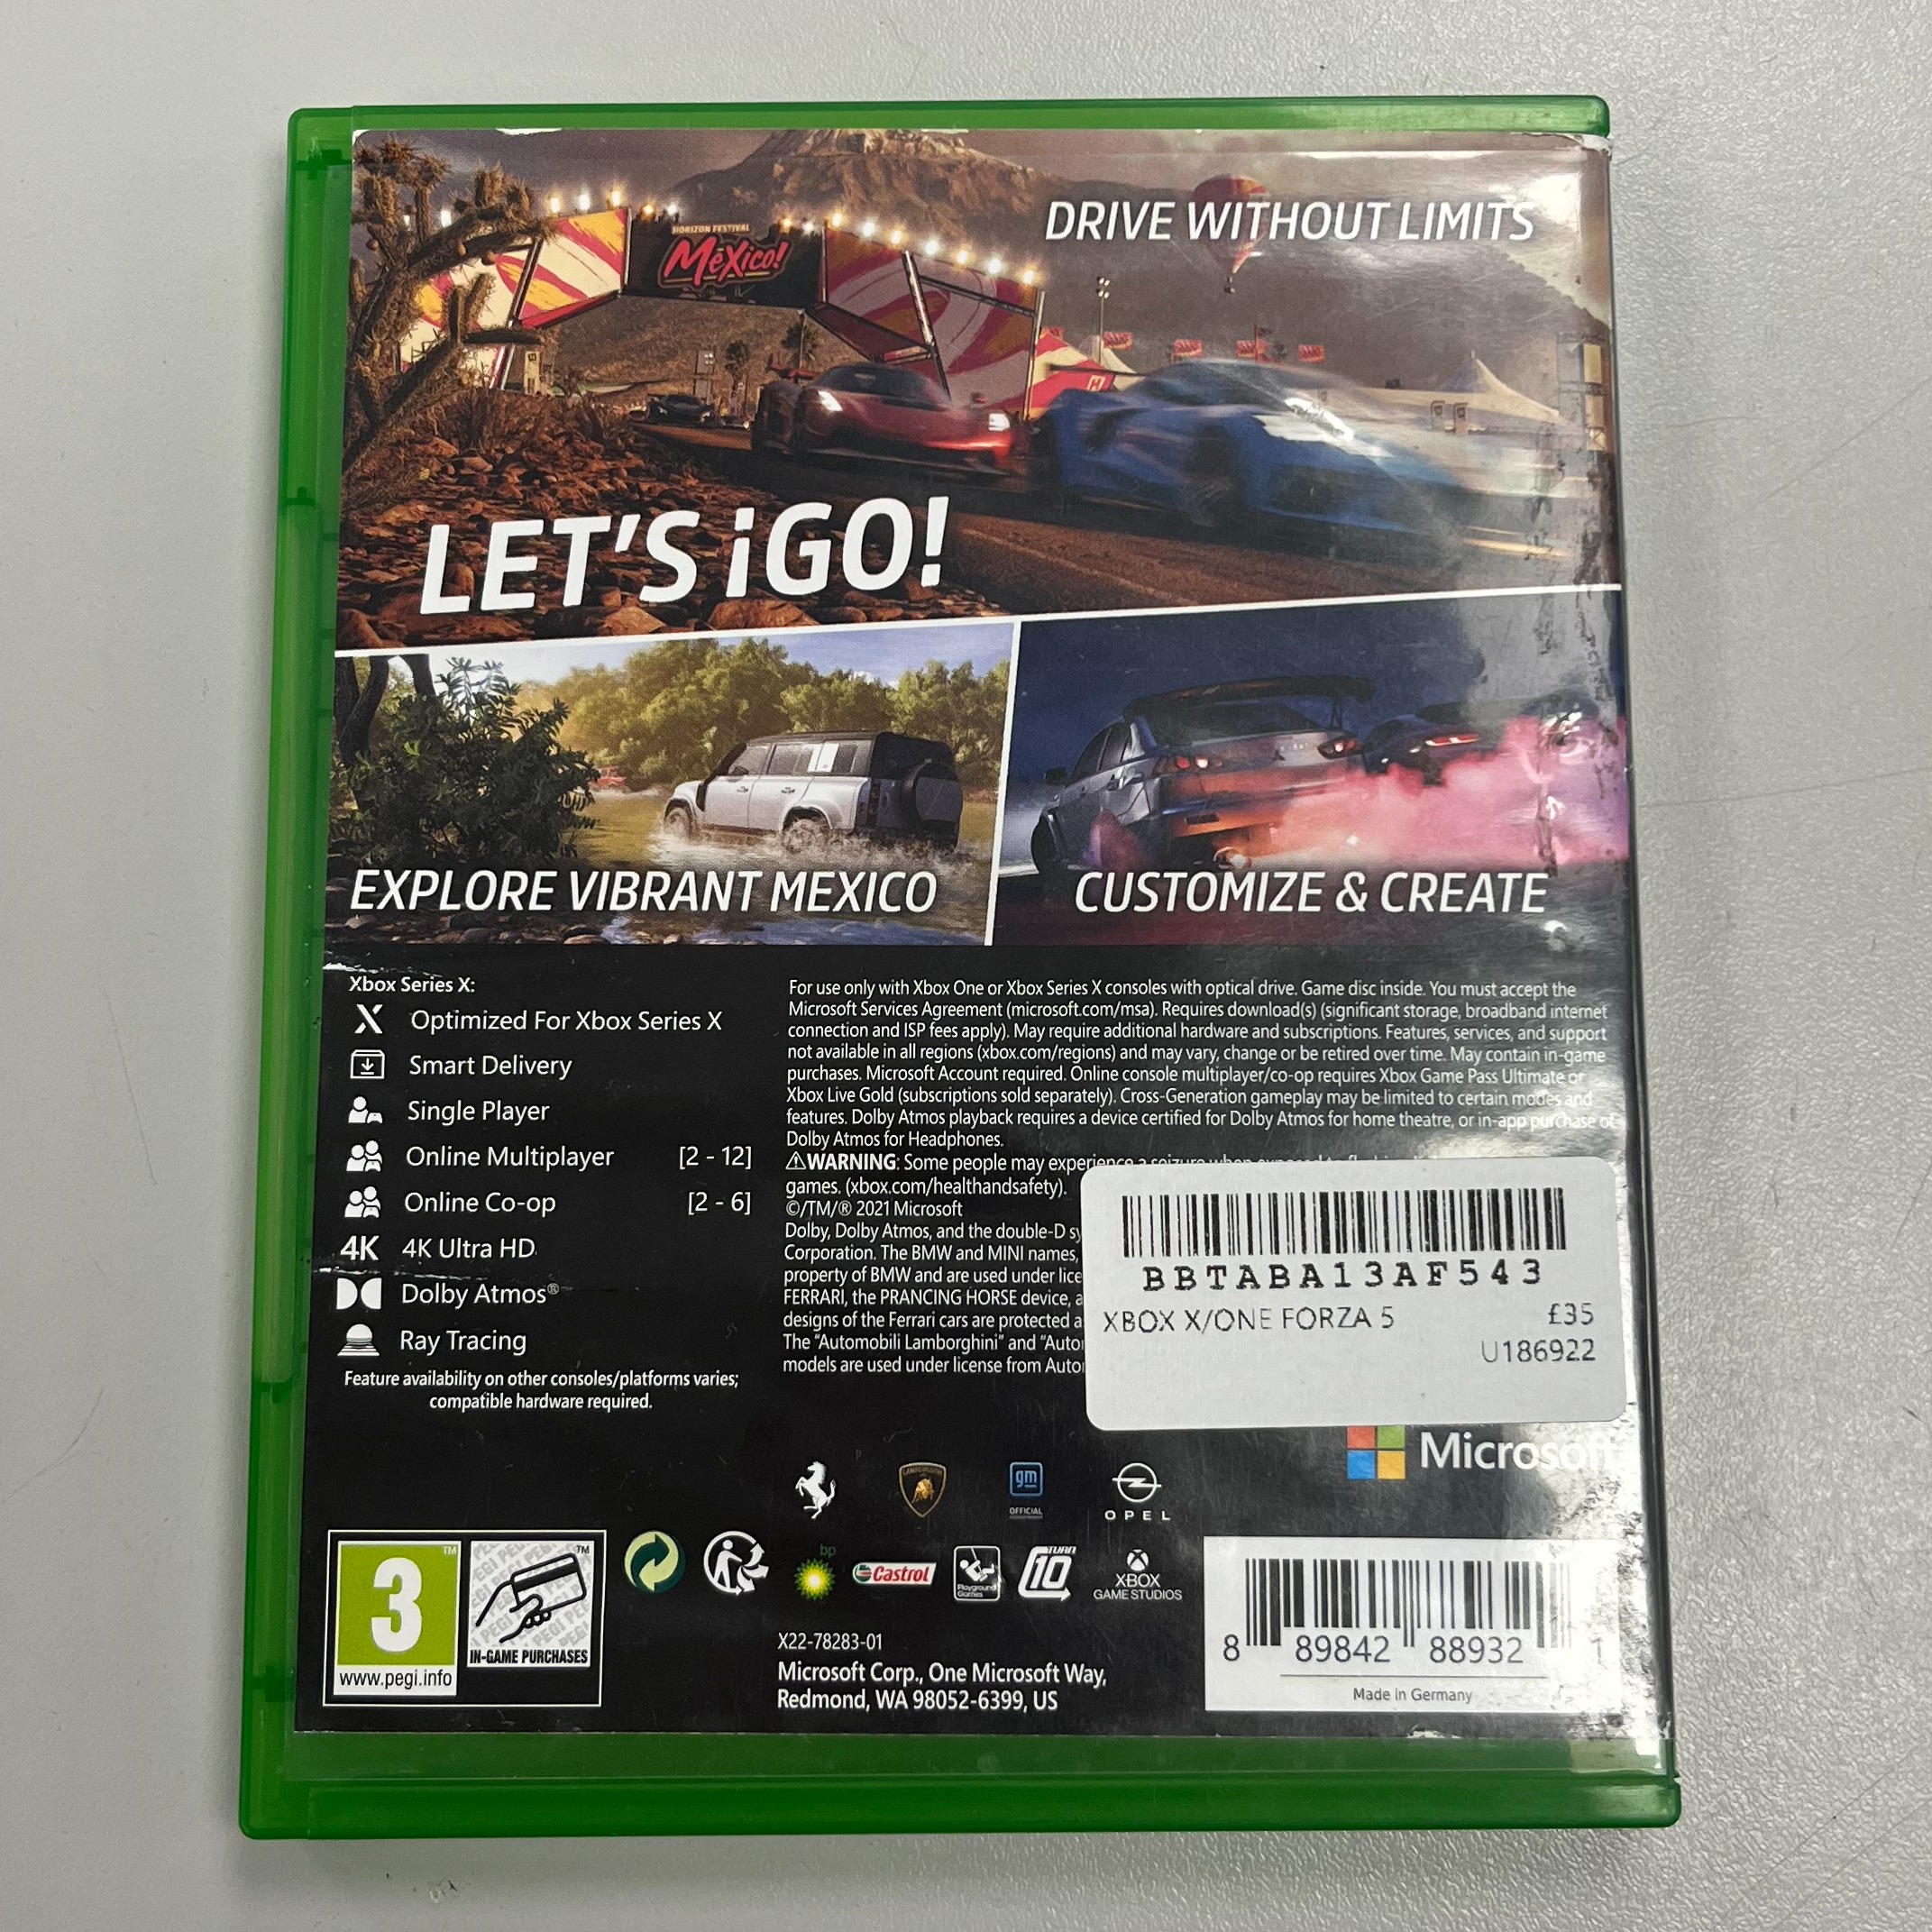 DRIVE WITHOUT LIMITS
HORIZON FESTIVAL
MéXico!
LET'S ¡GO!
EXPLORE VIBRANT MEXICO
CUSTOMIZE & CREATE
Xbox Series X:
Optimized For Xbox Series X
Smart Delivery
Single Player
Online Multiplayer [2 - 12]
Online Co-op [2 - 6]
4K 4K Ultra HD
Dolby Atmos®
Ray Tracing
Feature availability on other consoles/platforms varies;
compatible hardware required.
For use only with Xbox One or Xbox Series X consoles with optical drive. Game disc inside. You must accept the
Microsoft Services Agreement (microsoft.com/msa). Requires download(s) (significant storage, broadband internet
connection and ISP fees apply). May require additional hardware and subscriptions. Features, services, and support
not available in all regions (xbox.com/regions) and may vary, change or be retired over time. May contain in-game
purchases. Microsoft Account required. Online console multiplayer/co-op requires Xbox Game Pass Ultimate or
Xbox Live Gold (subscriptions sold separately). Cross-Generation gameplay may be limited to certain modes and
features. Dolby Atmos playback requires a device certified for Dolby Atmos for home theatre, or in-app purchase of
Dolby Atmos for Headphones.
⚠WARNING: Some people may experience a seizure when exposed to
games. (xbox.com/healthandsafety).
©/TM/® 2021 Microsoft
Dolby, Dolby Atmos, and the double-D
Corporation. The BMW and MINI names,
property of BMW and are used under
FERRARI, the PRANCING HORSE device,
designs of the Ferrari cars are protected
The "Automobili Lamborghini" and
models are used under license from
BBTABA13AF543
XBOX X/ONE FORZA 5 £35
U186922
Microsoft
LAMBORGHINI
gm
OFFICIAL
OPEL
3
www.pegi.info
IN-GAME PURCHASES
bp
Castrol
Playground Games
TURN 10
XBOX
GAME STUDIOS
X22-78283-01
Microsoft Corp., One Microsoft Way,
Redmond, WA 98052-6399, US
8 89842 88932 1
Made in Germany